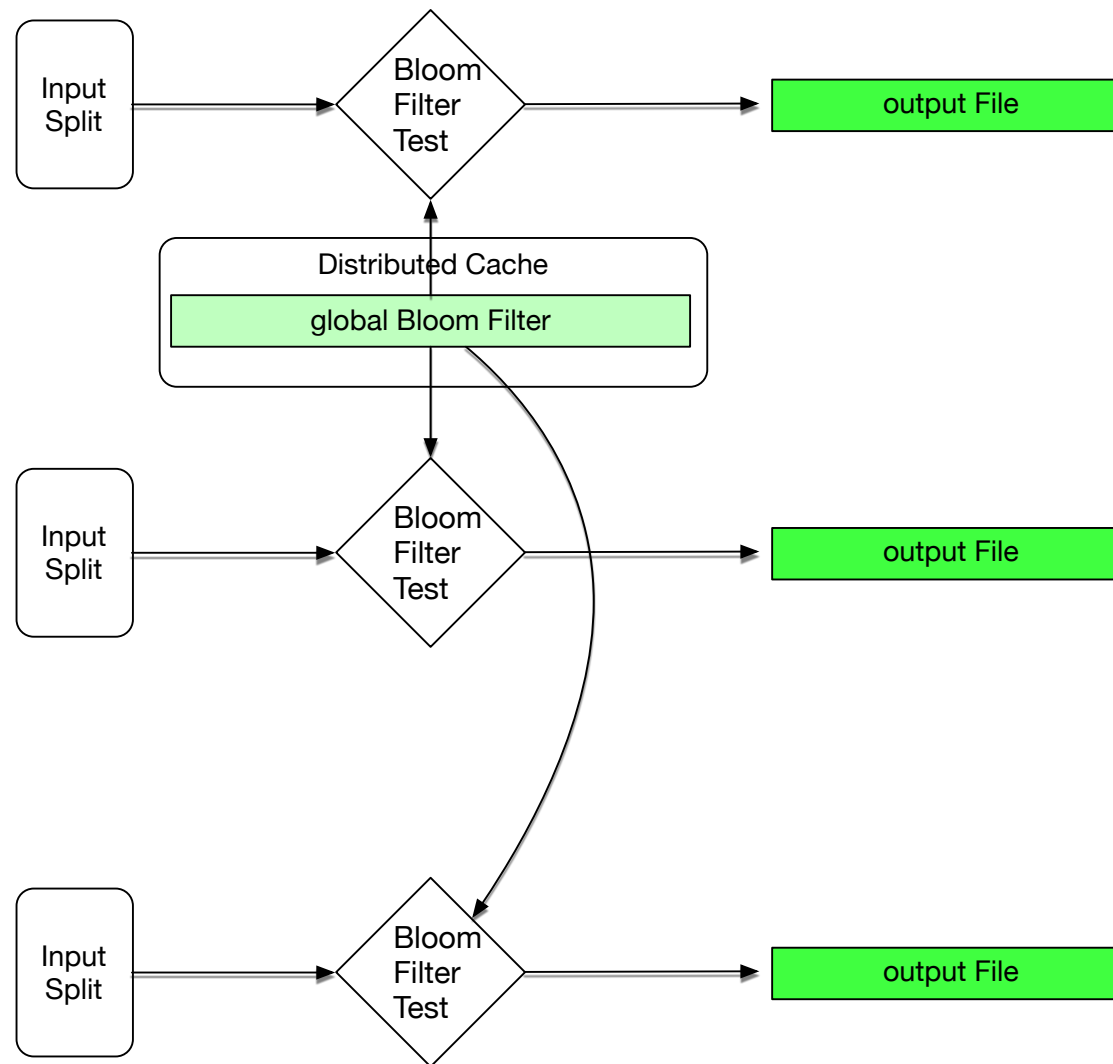 Input
Split
Bloom
Filter
Test
output File
Distributed Cache
global Bloom Filter
Input
Split
Bloom
Filter
Test
output File
Input
Split
Bloom
Filter
Test
output File